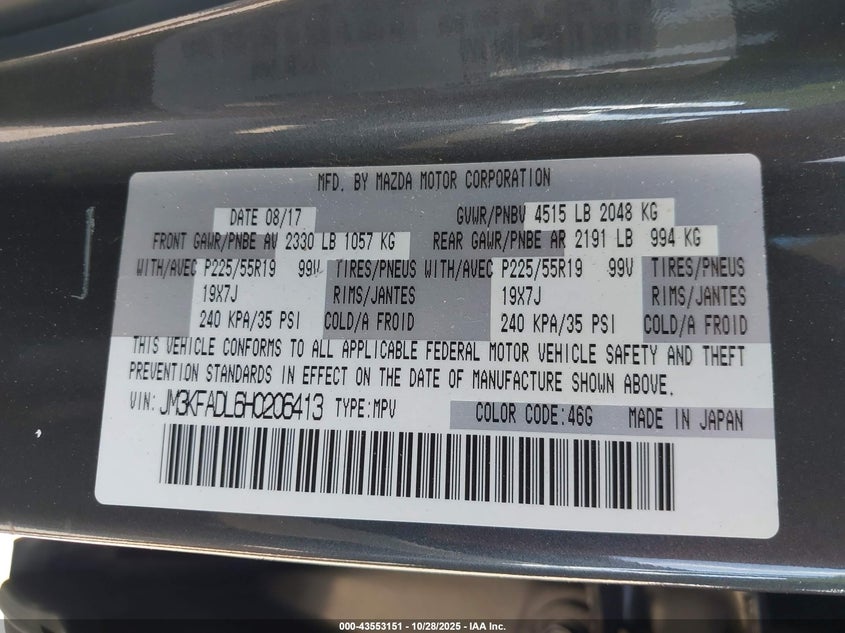 MFD. BY MAZDA MOTOR CORPORATION
DATE 08/17 GVWR/PNBV 4515 LB 2048 KG
FRONT GAWR/PNBE AV 2330 LB 1057 KG REAR GAWR/PNBE AR 2191 LB 994 KG
WITH/AVEC P225/55R19 99V TIRES/PNEUS WITH/AVEC P225/55R19 99V TIRES/PNEUS
19X7J RIMS/JANTES 19X7J RIMS/JANTES
240 KPA/35 PSI COLD/A FROID 240 KPA/35 PSI COLD/A FROID
THIS VEHICLE CONFORMS TO ALL APPLICABLE FEDERAL MOTOR VEHICLE SAFETY AND THEFT
PREVENTION STANDARDS IN EFFECT ON THE DATE OF MANUFACTURE SHOWN ABOVE.
VIN: JM3KFADL6H0206413 TYPE:MPV COLOR CODE:46G MADE IN JAPAN
000-43553151 - 10/28/2025 - IAA Inc.